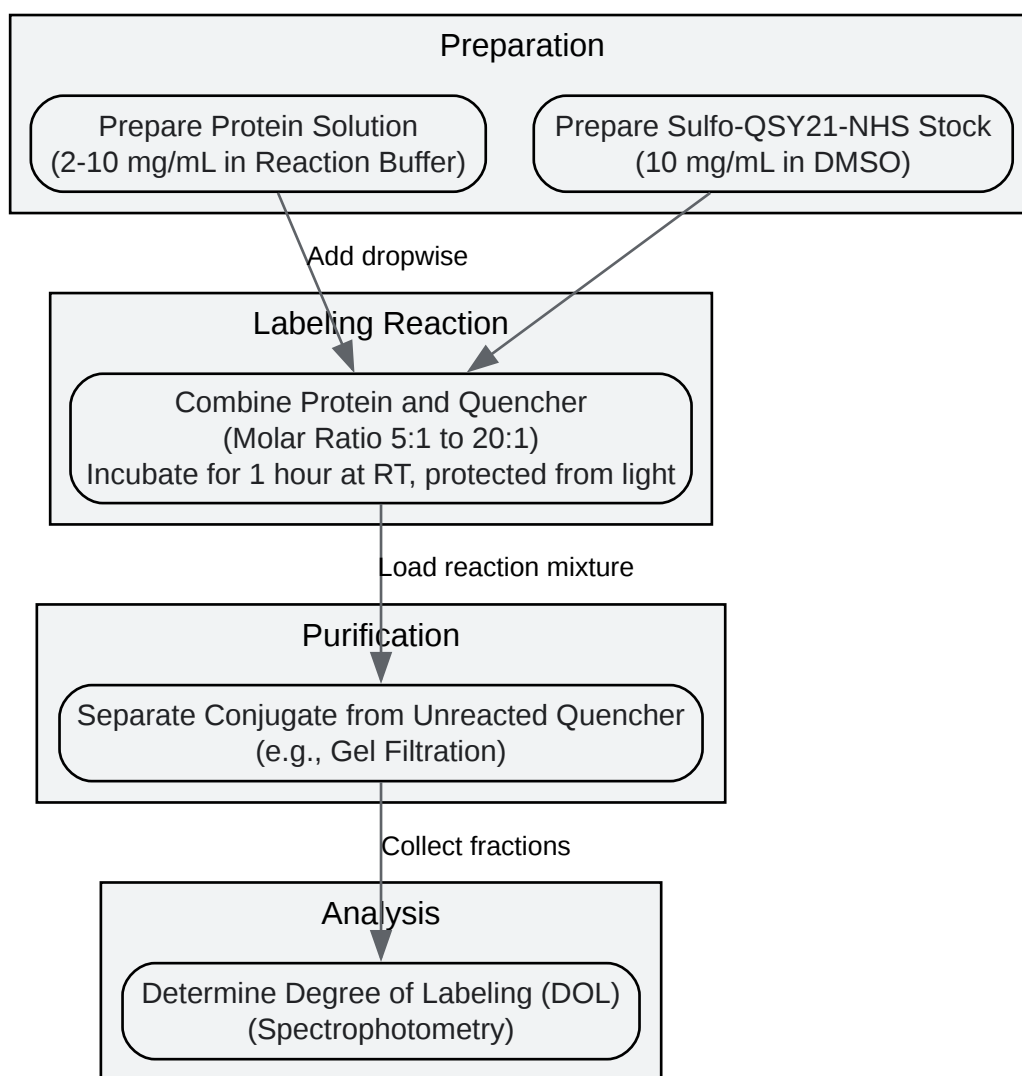 Preparation
Prepare Protein Solution
(2-10 mg/mL in Reaction Buffer)
Prepare Sulfo-QSY21-NHS Stock
(10 mg/mL in DMSO)
Add dropwise
Labeling Reaction
Combine Protein and Quencher
(Molar Ratio 5:1 to 20:1)
Incubate for 1 hour at RT, protected from light
Load reaction mixture
Purification
Separate Conjugate from Unreacted Quencher
(e.g., Gel Filtration)
Collect fractions
Analysis
Determine Degree of Labeling (DOL)
(Spectrophotometry)